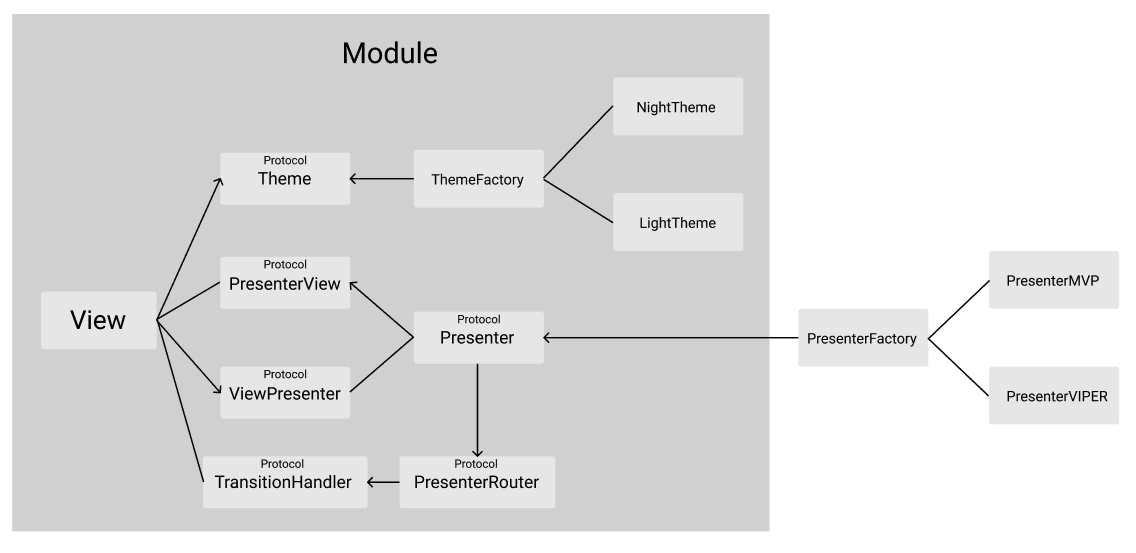 Module
NightTheme
Protocol
Theme
ThemeFactory
LightTheme
Protocol
PresenterView
PresenterMVP
View
Protocol
Presenter
PresenterFactory
Protocol
ViewPresenter
PresenterVIPER
Protocol
TransitionHandler
Protocol
PresenterRouter